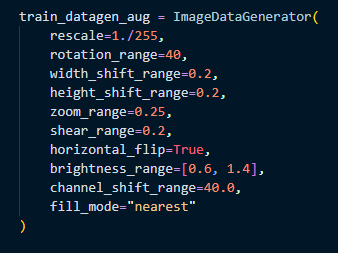 train_datagen_aug = ImageDataGenerator(
    rescale=1./255,
    rotation_range=40,
    width_shift_range=0.2,
    height_shift_range=0.2,
    zoom_range=0.25,
    shear_range=0.2,
    horizontal_flip=True,
    brightness_range=[0.6, 1.4],
    channel_shift_range=40.0,
    fill_mode="nearest"
)